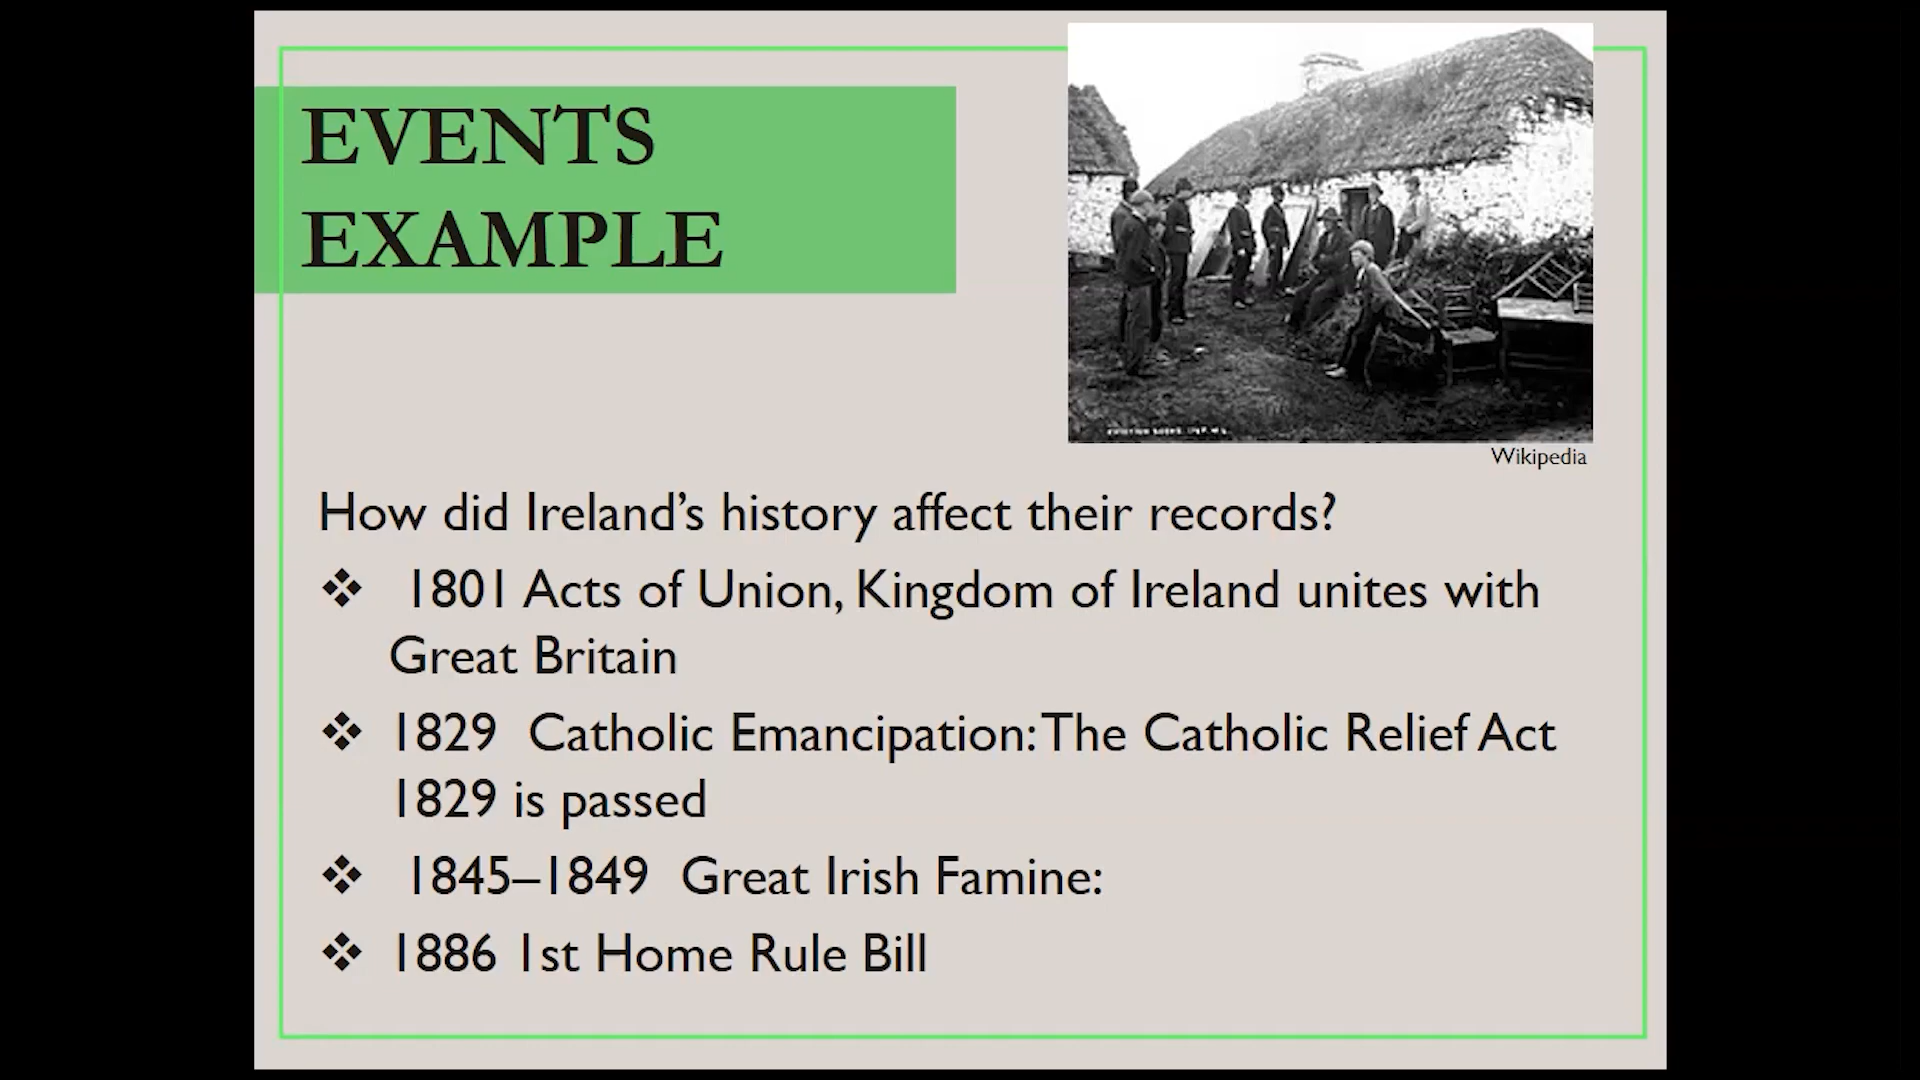 EVENTS
EXAMPLE
Wikipedia
How did Ireland's history affect their records?
❖ 1801 Acts of Union, Kingdom of Ireland unites with
Great Britain
❖ 1829 Catholic Emancipation: The Catholic Relief Act
1829 is passed
❖ 1845–1849 Great Irish Famine:
❖ 1886 1st Home Rule Bill